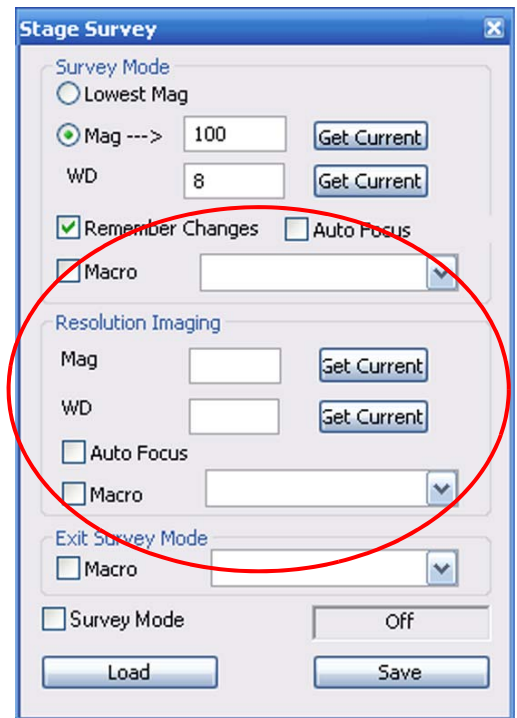 Stage Survey
Survey Mode
Lowest Mag
Mag ---> 100 Get Current
WD 8 Get Current
Remember Changes Auto Focus
Macro
Resolution Imaging
Mag Get Current
WD Get Current
Auto Focus
Macro
Exit Survey Mode
Macro
Survey Mode Off
Load Save